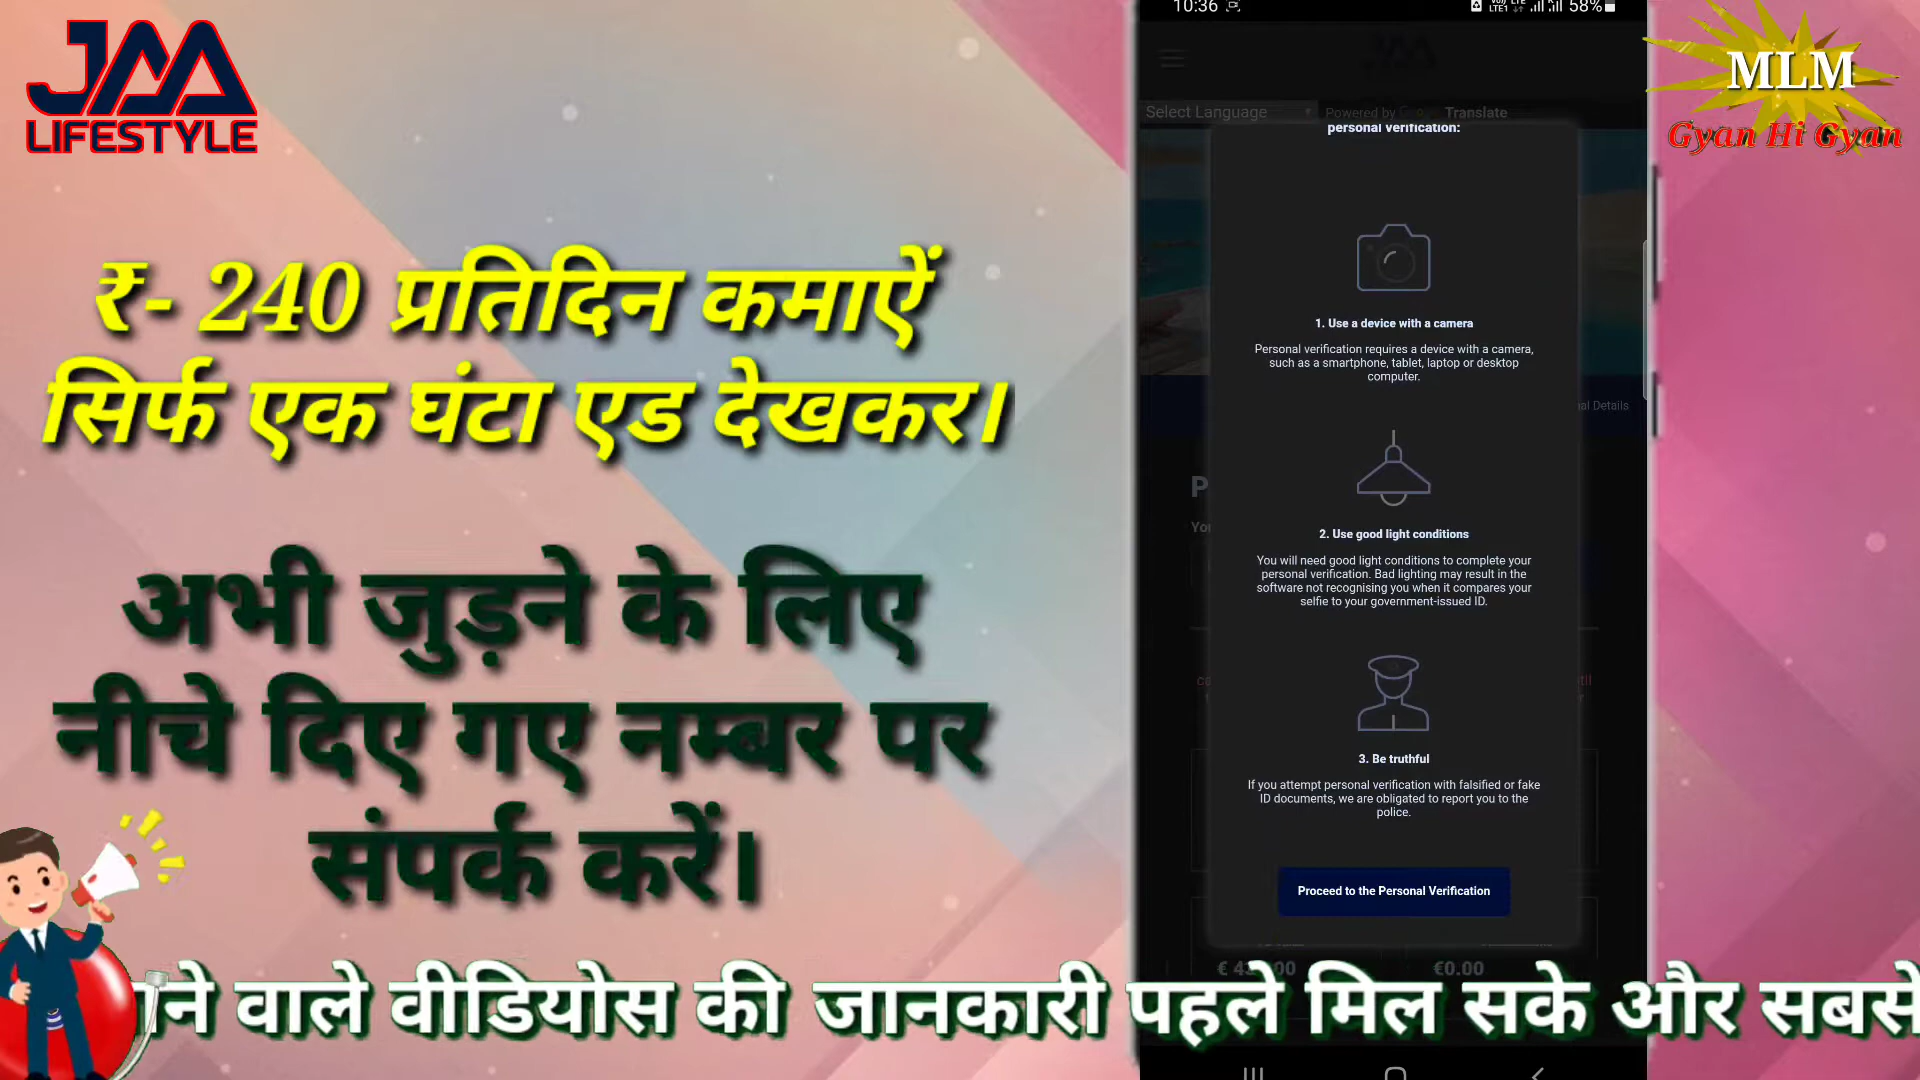 JAA
LIFESTYLE
₹- 240 प्रतिदिन कमाऐं
सिर्फ एक घंटा एड देखकर।
अभी जुड़ने के लिए
नीचे दिए गए नम्बर पर
संपर्क करें।
10:36
LTE1
58%
Select Language
Powered by
Translate
personal verification:
1. Use a device with a camera
Personal verification requires a device with a camera,
such as a smartphone, tablet, laptop or desktop
computer.
al Details
2. Use good light conditions
You will need good light conditions to complete your
personal verification. Bad lighting may result in the
software not recognising you when it compares your
selfie to your government-issued ID.
3. Be truthful
If you attempt personal verification with falsified or fake
ID documents, we are obligated to report you to the
police.
Proceed to the Personal Verification
€0.00
MLM
Gyan Hi Gyan
ने वाले वीडियोस की जानकारी पहले मिल सके और सबसे